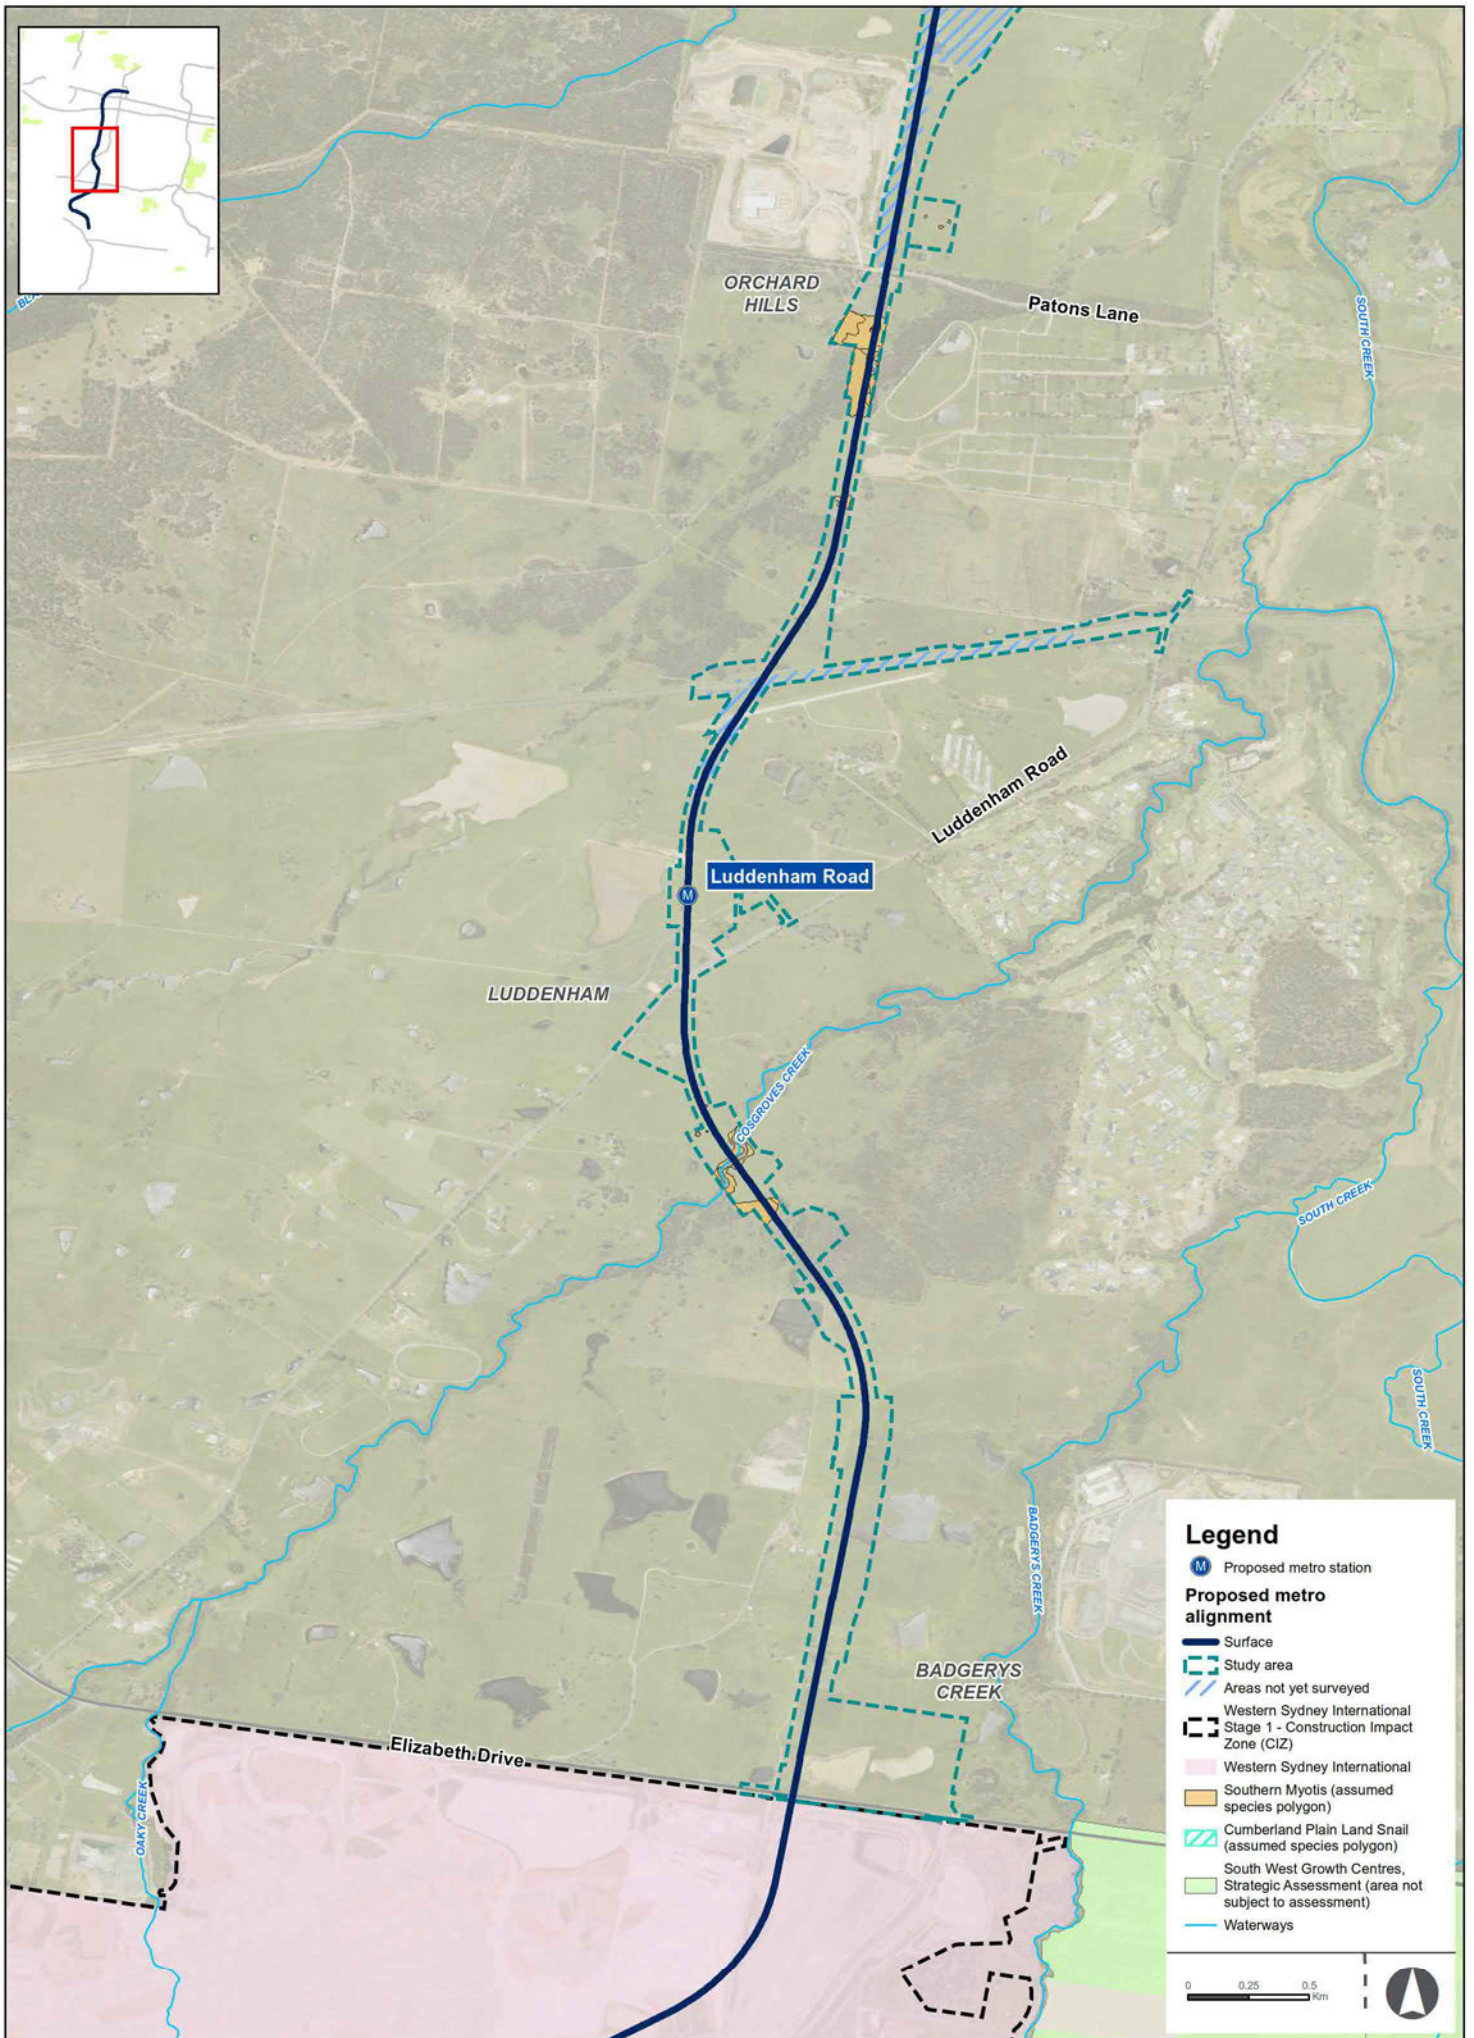 ORCHARD
HILLS
Patons Lane
SOUTH CREEK
Luddenham Road
Luddenham Road
M
LUDDENHAM
COSGROVES CREEK
SOUTH CREEK
SOUTH CREEK
BADGERYS CREEK
BADGERYS
CREEK
Elizabeth Drive
OAKY CREEK
Legend
M Proposed metro station
Proposed metro
alignment
Surface
Study area
Areas not yet surveyed
Western Sydney International
Stage 1 - Construction Impact
Zone (CIZ)
Western Sydney International
Southern Myotis (assumed
species polygon)
Cumberland Plain Land Snail
(assumed species polygon)
South West Growth Centres,
Strategic Assessment (area not
subject to assessment)
Waterways
0 0.25 0.5
Km